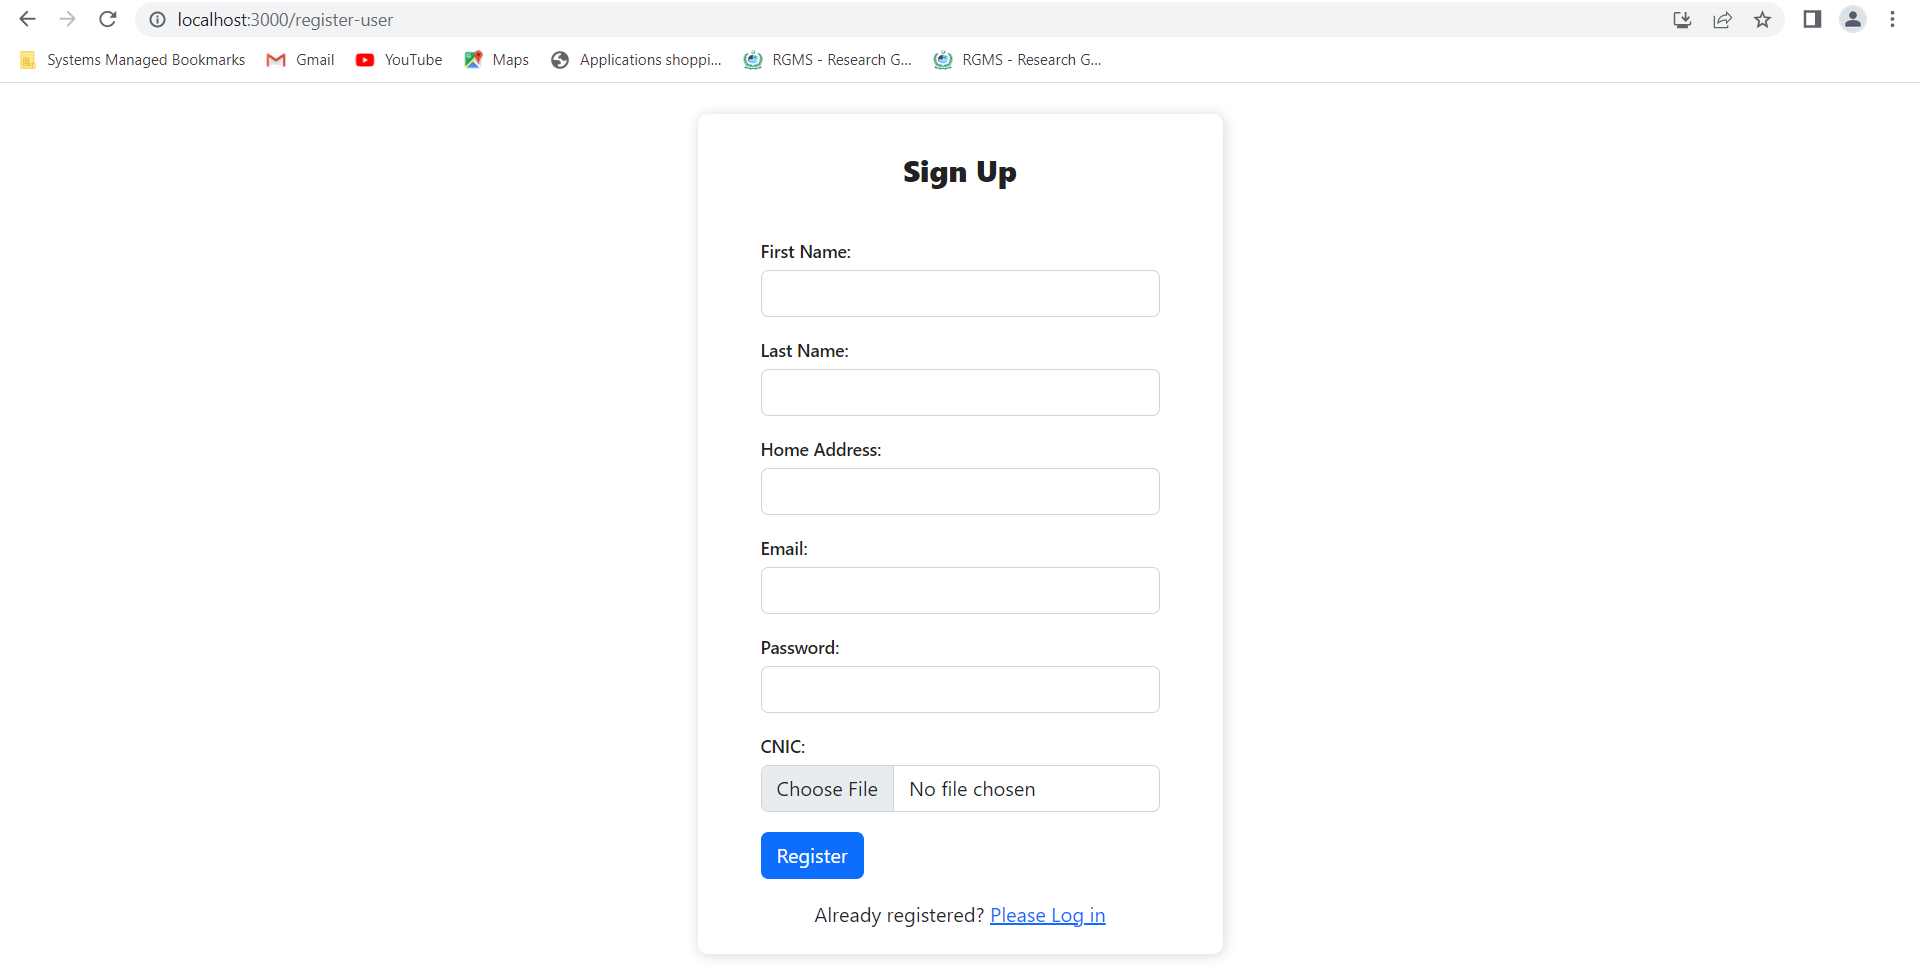 localhost:3000/register-user
Systems Managed Bookmarks Gmail YouTube Maps Applications shoppi... RGMS - Research G... RGMS - Research G...
Sign Up
First Name:
Last Name:
Home Address:
Email:
Password:
CNIC:
Choose File No file chosen
Register
Already registered? Please Log in